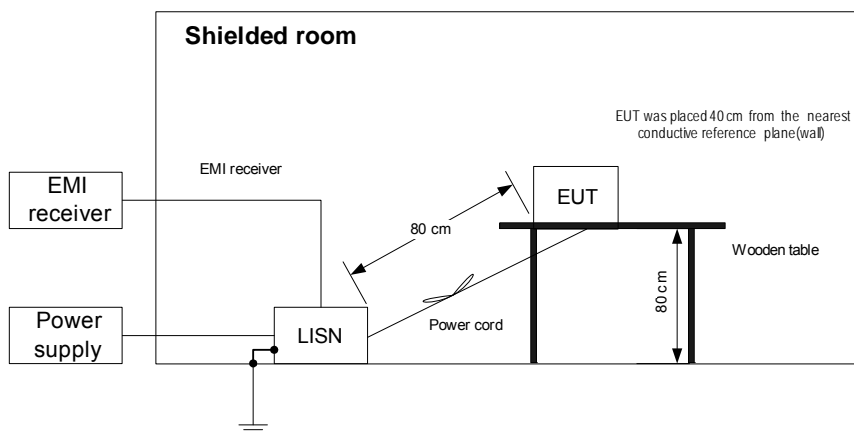 Shielded room
EUT was placed 40 cm from the nearest
conductive reference plane(wall)
EMI receiver
EMI
receiver
EUT
80 cm
Wooden table
80 cm
Power
supply
LISN
Power cord